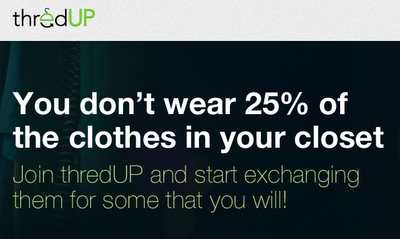 thredUP
You don't wear 25% of
the clothes in your closet
Join thredUP and start exchanging
them for some that you will!